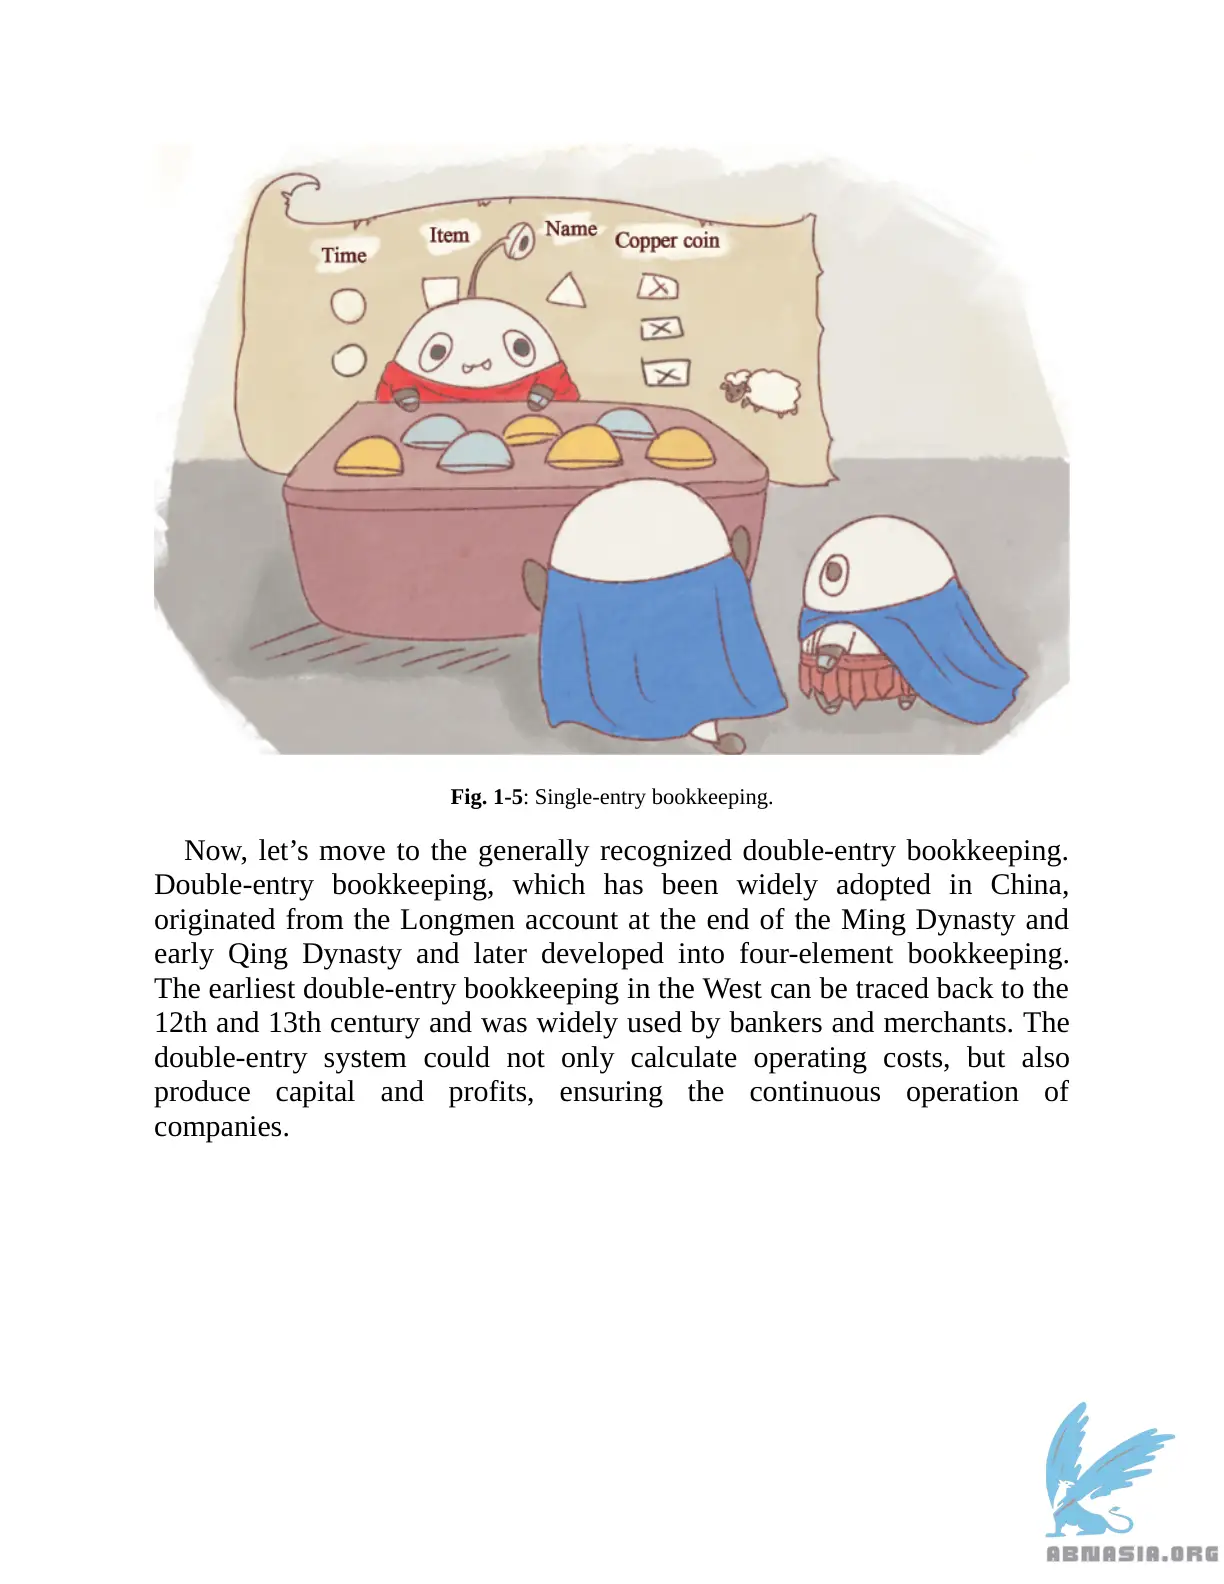 Time
Item
Name
Copper coin
Fig. 1-5: Single-entry bookkeeping.
Now, let’s move to the generally recognized double-entry bookkeeping.
Double-entry bookkeeping, which has been widely adopted in China,
originated from the Longmen account at the end of the Ming Dynasty and
early Qing Dynasty and later developed into four-element bookkeeping.
The earliest double-entry bookkeeping in the West can be traced back to the
12th and 13th century and was widely used by bankers and merchants. The
double-entry system could not only calculate operating costs, but also
produce capital and profits, ensuring the continuous operation of
companies.
ABNASIA.ORG